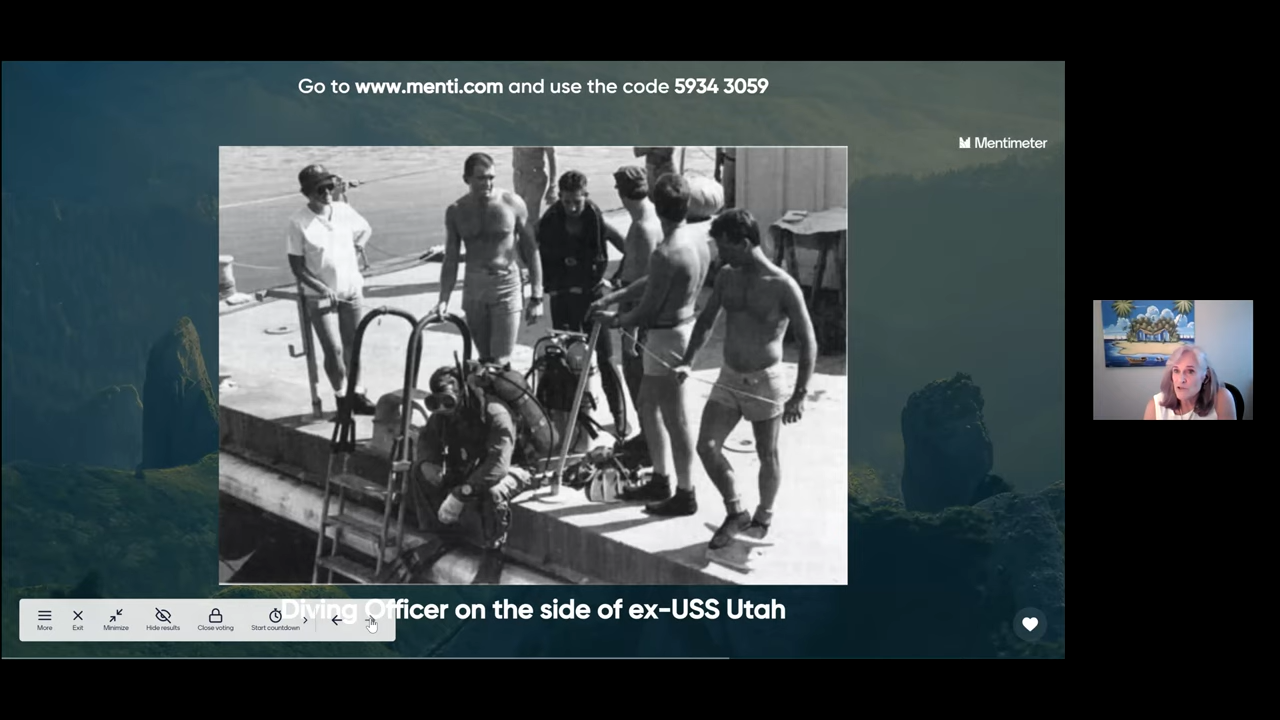 Go to www.menti.com and use the code 5934 3059
Mentimeter
Diving Officer on the side of ex-USS Utah
More
Exit
Minimize
Hide results
Close voting
Start countdown